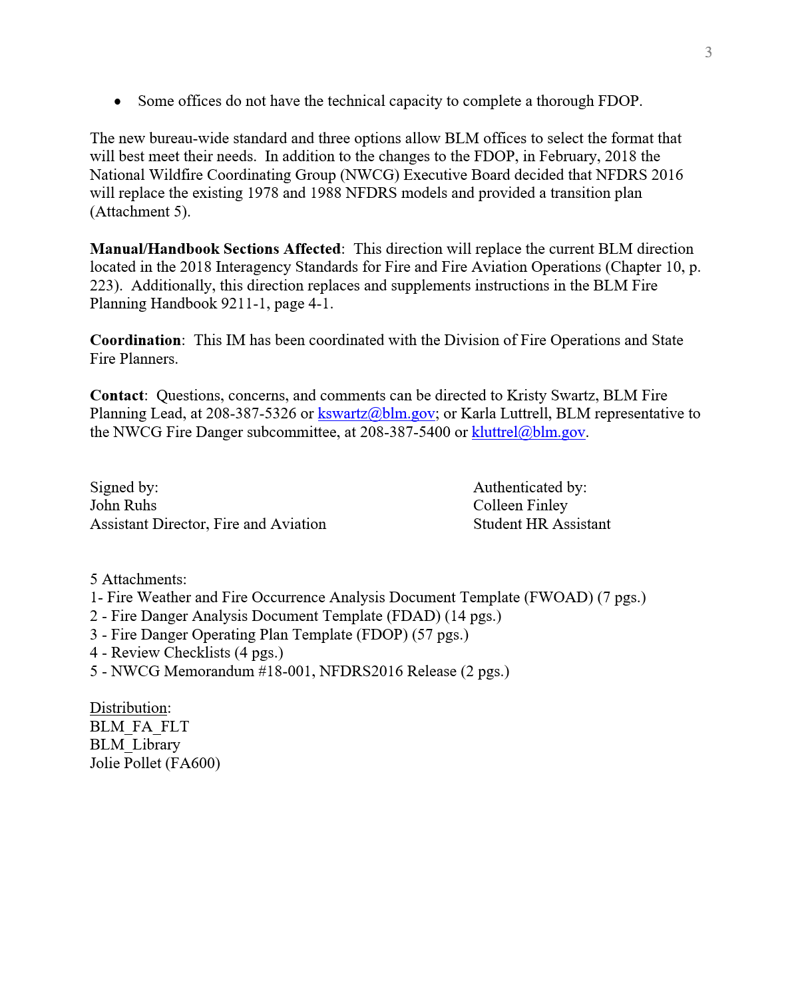 3
• Some offices do not have the technical capacity to complete a thorough FDOP.
The new bureau-wide standard and three options allow BLM offices to select the format that
will best meet their needs.  In addition to the changes to the FDOP, in February, 2018 the
National Wildfire Coordinating Group (NWCG) Executive Board decided that NFDRS 2016
will replace the existing 1978 and 1988 NFDRS models and provided a transition plan
(Attachment 5).
Manual/Handbook Sections Affected:  This direction will replace the current BLM direction
located in the 2018 Interagency Standards for Fire and Fire Aviation Operations (Chapter 10, p.
223).  Additionally, this direction replaces and supplements instructions in the BLM Fire
Planning Handbook 9211-1, page 4-1.
Coordination:  This IM has been coordinated with the Division of Fire Operations and State
Fire Planners.
Contact:  Questions, concerns, and comments can be directed to Kristy Swartz, BLM Fire
Planning Lead, at 208-387-5326 or kswartz@blm.gov; or Karla Luttrell, BLM representative to
the NWCG Fire Danger subcommittee, at 208-387-5400 or kluttrel@blm.gov.
Signed by:
John Ruhs
Assistant Director, Fire and Aviation
Authenticated by:
Colleen Finley
Student HR Assistant
5 Attachments:
1- Fire Weather and Fire Occurrence Analysis Document Template (FWOAD) (7 pgs.)
2 - Fire Danger Analysis Document Template (FDAD) (14 pgs.)
3 - Fire Danger Operating Plan Template (FDOP) (57 pgs.)
4 - Review Checklists (4 pgs.)
5 - NWCG Memorandum #18-001, NFDRS2016 Release (2 pgs.)
Distribution:
BLM_FA_FLT
BLM_Library
Jolie Pollet (FA600)